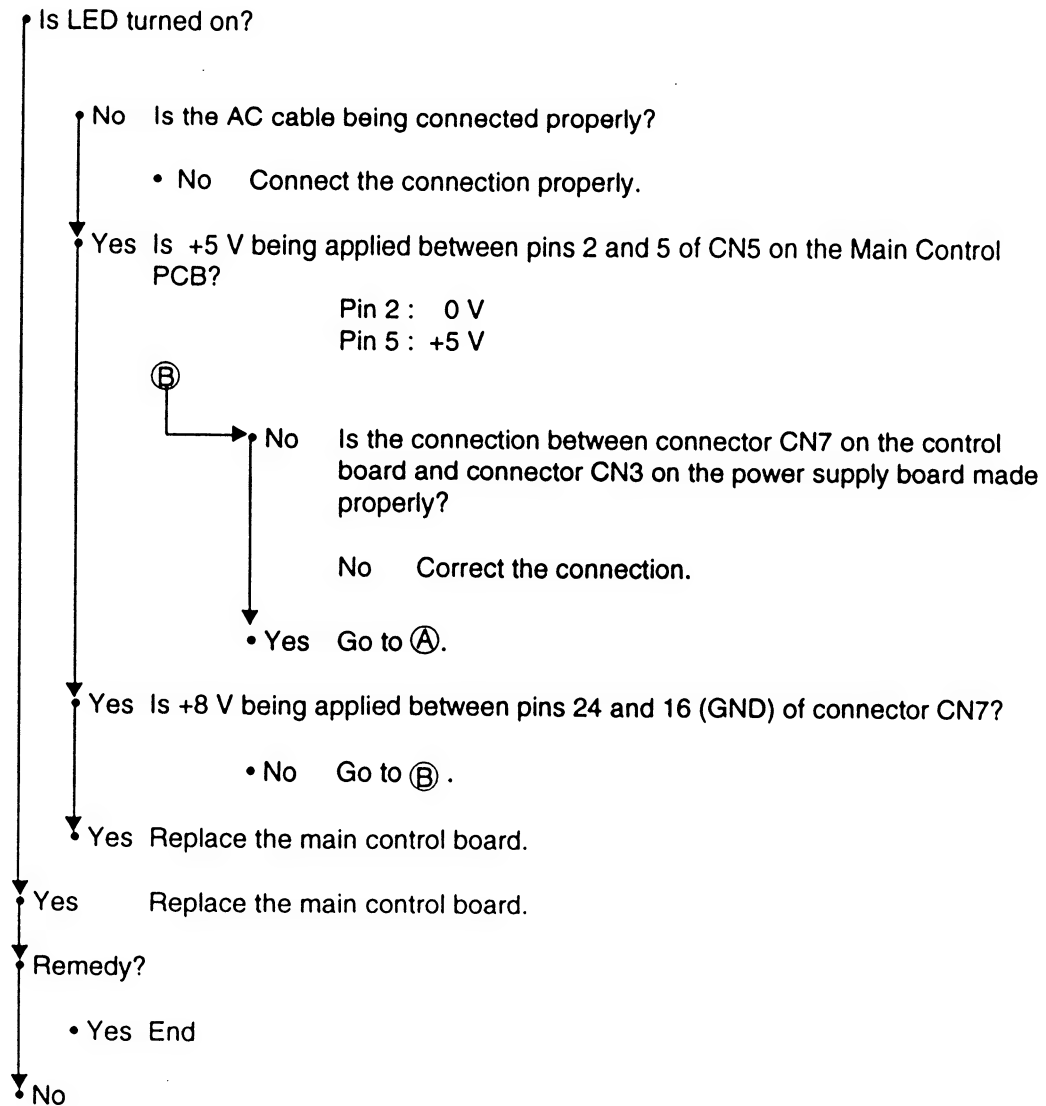 • Is LED turned on?
• No Is the AC cable being connected properly?
• No Connect the connection properly.
• Yes Is +5 V being applied between pins 2 and 5 of CN5 on the Main Control
PCB?
Pin 2 : 0 V
Pin 5 : +5 V
Ⓑ
• No Is the connection between connector CN7 on the control
board and connector CN3 on the power supply board made
properly?
No Correct the connection.
• Yes Go to Ⓐ.
• Yes Is +8 V being applied between pins 24 and 16 (GND) of connector CN7?
• No Go to Ⓑ .
• Yes Replace the main control board.
• Yes Replace the main control board.
• Remedy?
• Yes End
• No